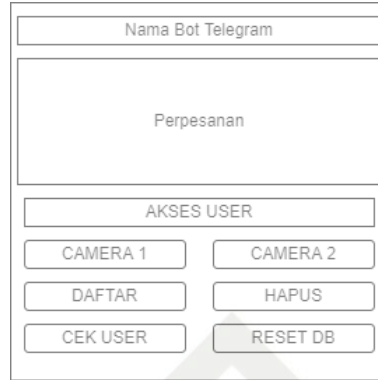 Nama Bot Telegram
Perpesanan
AKSES USER
CAMERA 1 CAMERA 2
DAFTAR HAPUS
CEK USER RESET DB